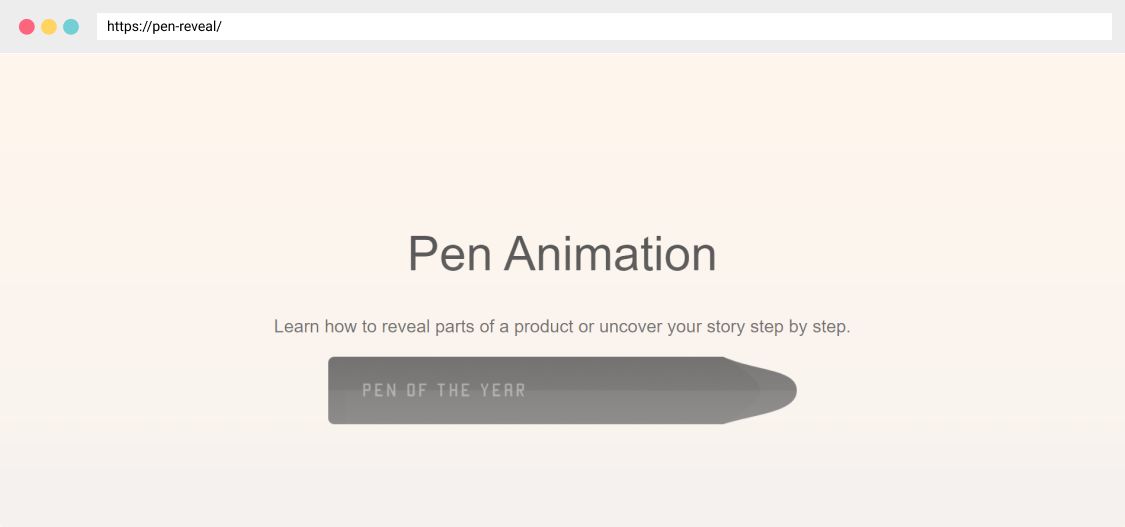 https://pen-reveal/
Pen Animation
Learn how to reveal parts of a product or uncover your story step by step.
PEN OF THE YEAR